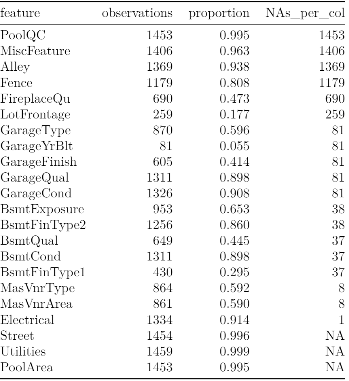 feature observations proportion NAs_per_col
PoolQC 1453 0.995 1453
MiscFeature 1406 0.963 1406
Alley 1369 0.938 1369
Fence 1179 0.808 1179
FireplaceQu 690 0.473 690
LotFrontage 259 0.177 259
GarageType 870 0.596 81
GarageYrBlt 81 0.055 81
GarageFinish 605 0.414 81
GarageQual 1311 0.898 81
GarageCond 1326 0.908 81
BsmtExposure 953 0.653 38
BsmtFinType2 1256 0.860 38
BsmtQual 649 0.445 37
BsmtCond 1311 0.898 37
BsmtFinType1 430 0.295 37
MasVnrType 864 0.592 8
MasVnrArea 861 0.590 8
Electrical 1334 0.914 1
Street 1454 0.996 NA
Utilities 1459 0.999 NA
PoolArea 1453 0.995 NA